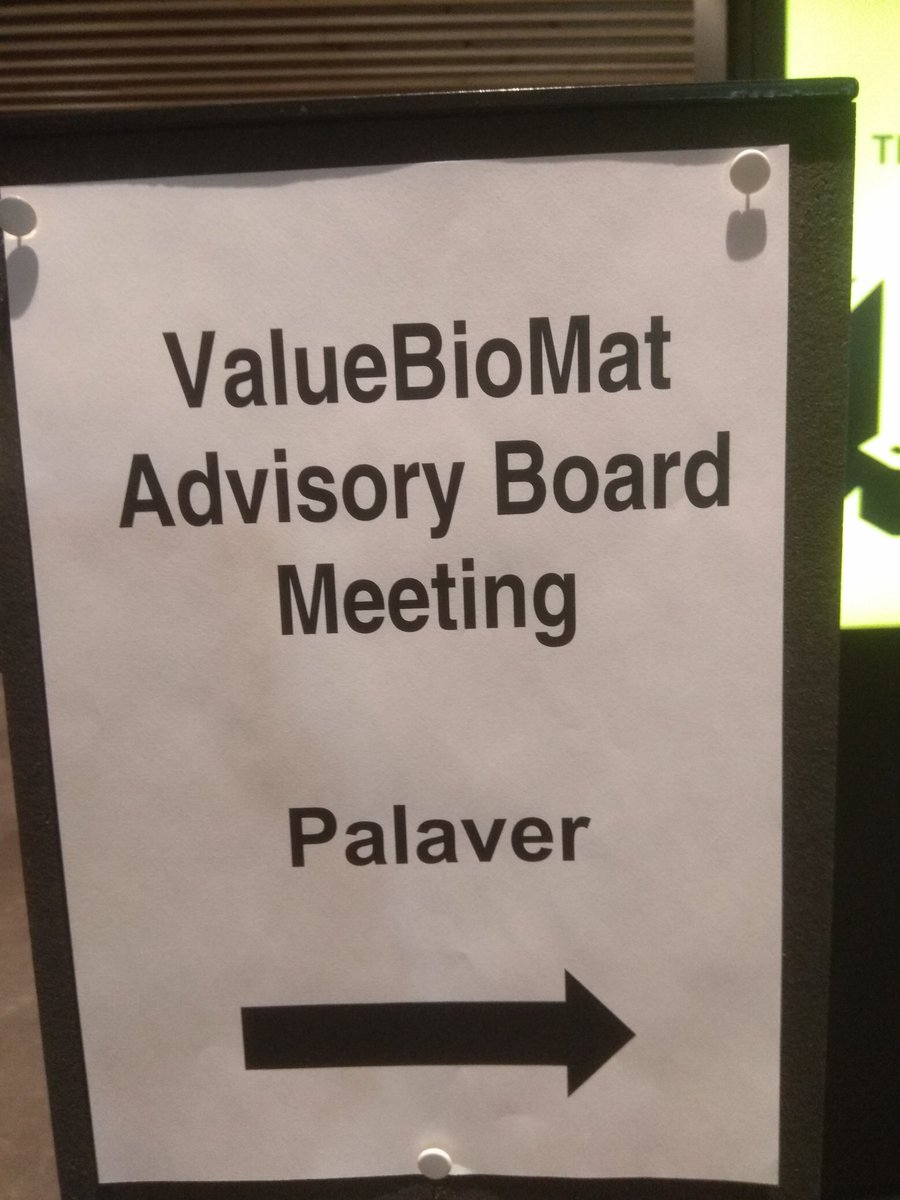 ValueBioMat
Advisory Board
Meeting
Palaver